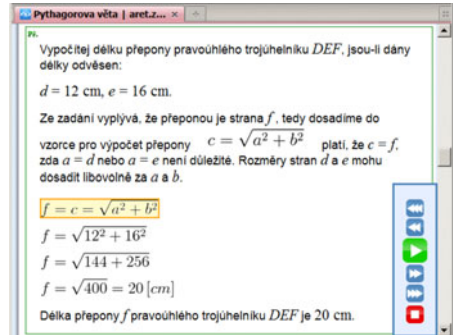 Pythagorova věta | aret.z... ×
Př.
Vypočítej délku přepony pravoúhlého trojúhelníku DEF, jsou-li dány
délky odvěsen:
d = 12 cm, e = 16 cm.
Ze zadání vyplývá, že přeponou je strana f, tedy dosadíme do
vzorce pro výpočet přepony c = √(a² + b²) platí, že c = f,
zda a = d nebo a = e není důležité. Rozměry stran d a e mohu
dosadit libovolně za a a b.
f = c = √(a² + b²)
f = √(12² + 16²)
f = √(144 + 256)
f = √400 = 20 [cm]
Délka přepony f pravoúhlého trojúhelníku DEF je 20 cm.